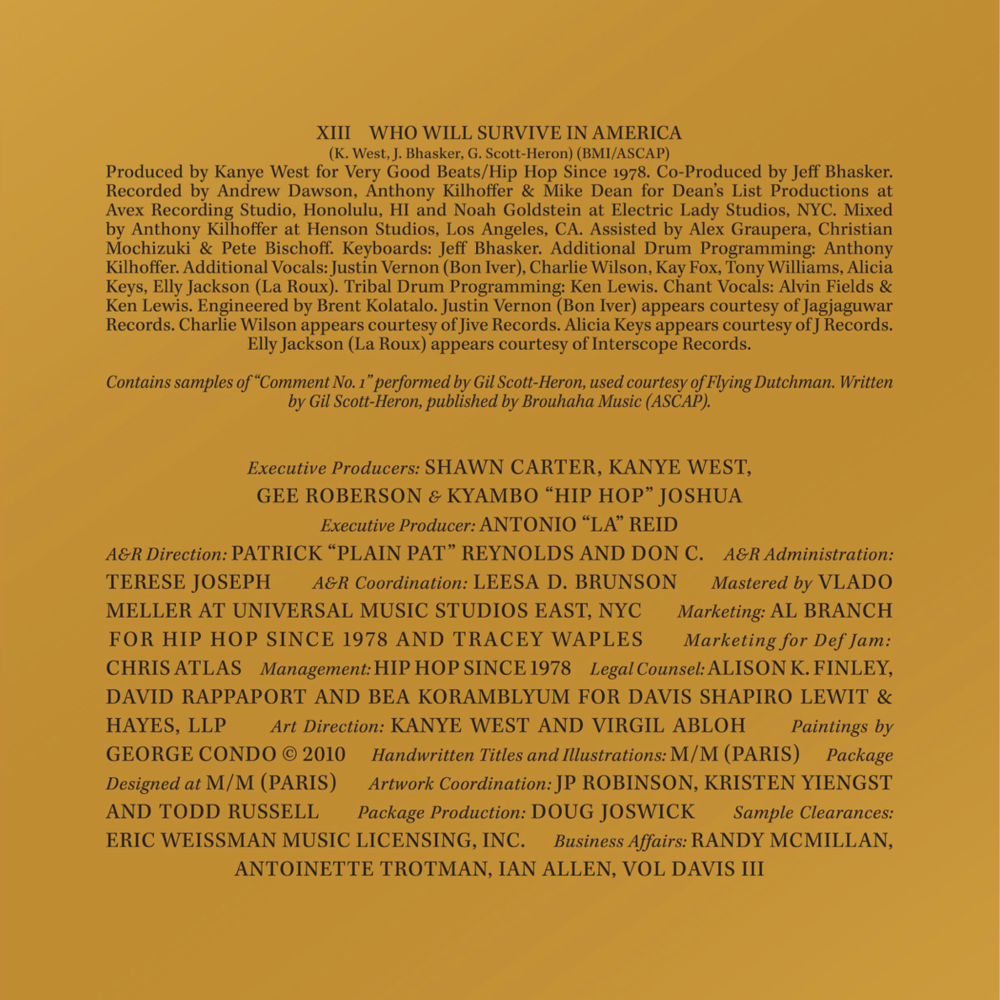 XIII WHO WILL SURVIVE IN AMERICA
(K. West, J. Bhasker, G. Scott-Heron) (BMI/ASCAP)
Produced by Kanye West for Very Good Beats/Hip Hop Since 1978. Co-Produced by Jeff Bhasker.
Recorded by Andrew Dawson, Anthony Kilhoffer & Mike Dean for Dean's List Productions at
Avex Recording Studio, Honolulu, HI and Noah Goldstein at Electric Lady Studios, NYC. Mixed
by Anthony Kilhoffer at Henson Studios, Los Angeles, CA. Assisted by Alex Graupera, Christian
Mochizuki & Pete Bischoff. Keyboards: Jeff Bhasker. Additional Drum Programming: Anthony
Kilhoffer. Additional Vocals: Justin Vernon (Bon Iver), Charlie Wilson, Kay Fox, Tony Williams, Alicia
Keys, Elly Jackson (La Roux). Tribal Drum Programming: Ken Lewis. Chant Vocals: Alvin Fields &
Ken Lewis. Engineered by Brent Kolatalo. Justin Vernon (Bon Iver) appears courtesy of Jagjaguwar
Records. Charlie Wilson appears courtesy of Jive Records. Alicia Keys appears courtesy of J Records.
Elly Jackson (La Roux) appears courtesy of Interscope Records.
Contains samples of “Comment No. 1” performed by Gil Scott-Heron, used courtesy of Flying Dutchman. Written
by Gil Scott-Heron, published by Brouhaha Music (ASCAP).
Executive Producers: SHAWN CARTER, KANYE WEST,
GEE ROBERSON & KYAMBO “HIP HOP” JOSHUA
Executive Producer: ANTONIO “LA” REID
A&R Direction: PATRICK “PLAIN PAT” REYNOLDS AND DON C. A&R Administration:
TERESE JOSEPH A&R Coordination: LEESA D. BRUNSON Mastered by VLADO
MELLER AT UNIVERSAL MUSIC STUDIOS EAST, NYC Marketing: AL BRANCH
FOR HIP HOP SINCE 1978 AND TRACEY WAPLES Marketing for Def Jam:
CHRIS ATLAS Management: HIP HOP SINCE 1978 Legal Counsel: ALISON K. FINLEY,
DAVID RAPPAPORT AND BEA KORAMBLYUM FOR DAVIS SHAPIRO LEWIT &
HAYES, LLP Art Direction: KANYE WEST AND VIRGIL ABLOH Paintings by
GEORGE CONDO © 2010 Handwritten Titles and Illustrations: M/M (PARIS) Package
Designed at M/M (PARIS) Artwork Coordination: JP ROBINSON, KRISTEN YIENGST
AND TODD RUSSELL Package Production: DOUG JOSWICK Sample Clearances:
ERIC WEISSMAN MUSIC LICENSING, INC. Business Affairs: RANDY MCMILLAN,
ANTOINETTE TROTMAN, IAN ALLEN, VOL DAVIS III